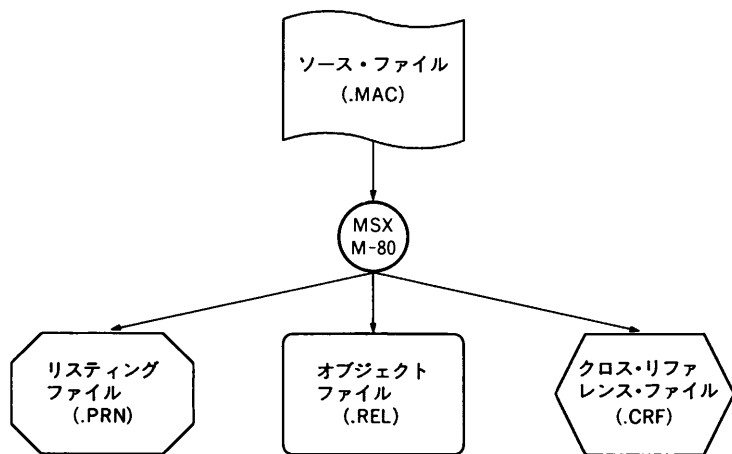 ソース・ファイル
(.MAC)
MSX
M-80
リスティング
ファイル
(.PRN)
オブジェクト
ファイル
(.REL)
クロス・リファ
レンス・ファイル
(.CRF)